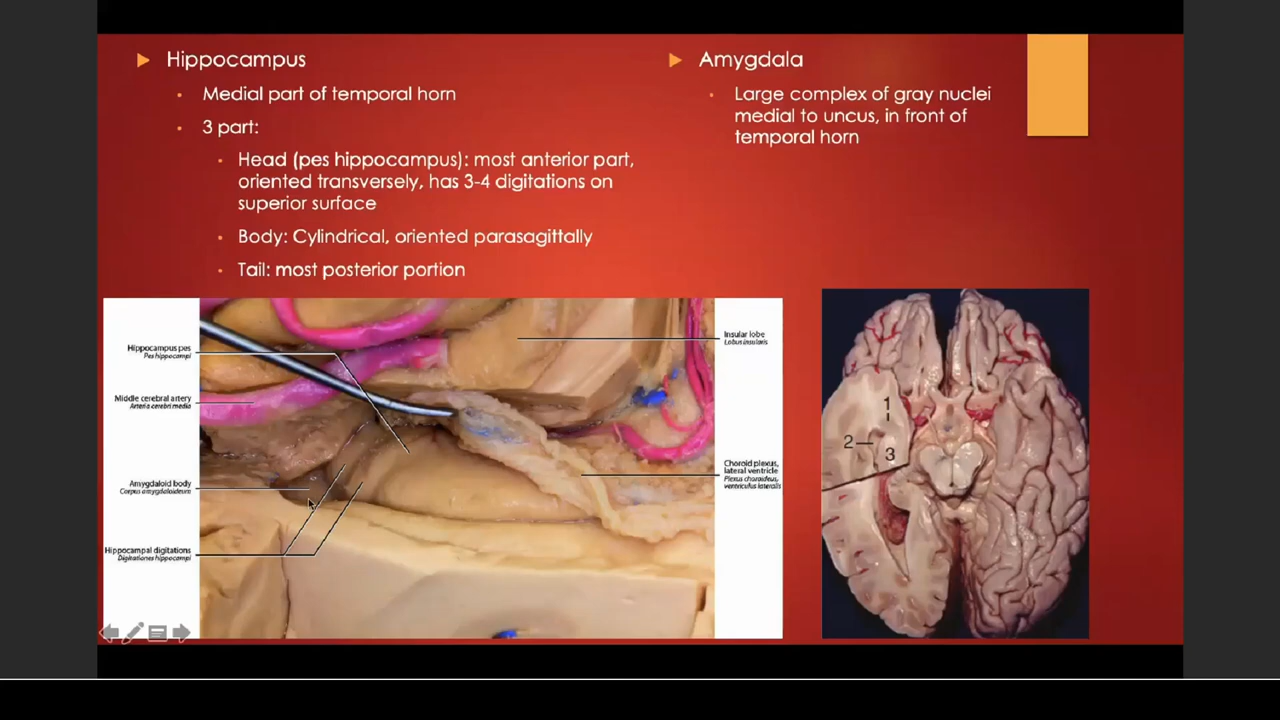 Hippocampus
Medial part of temporal horn
3 part:
Head (pes hippocampus): most anterior part,
oriented transversely, has 3-4 digitations on
superior surface
Body: Cylindrical, oriented parasagittally
Tail: most posterior portion
Amygdala
Large complex of gray nuclei
medial to uncus, in front of
temporal horn
Hippocampus pes
Pes hippocampi
Middle cerebral artery
Arteria cerebri media
Amygdaloid body
Corpus amygdaloideum
Hippocampal digitations
Digitationes hippocampi
Insular lobe
Lobus insularis
Choroid plexus,
lateral ventricle
Plexus choroideus,
ventriculus lateralis
1
2
3